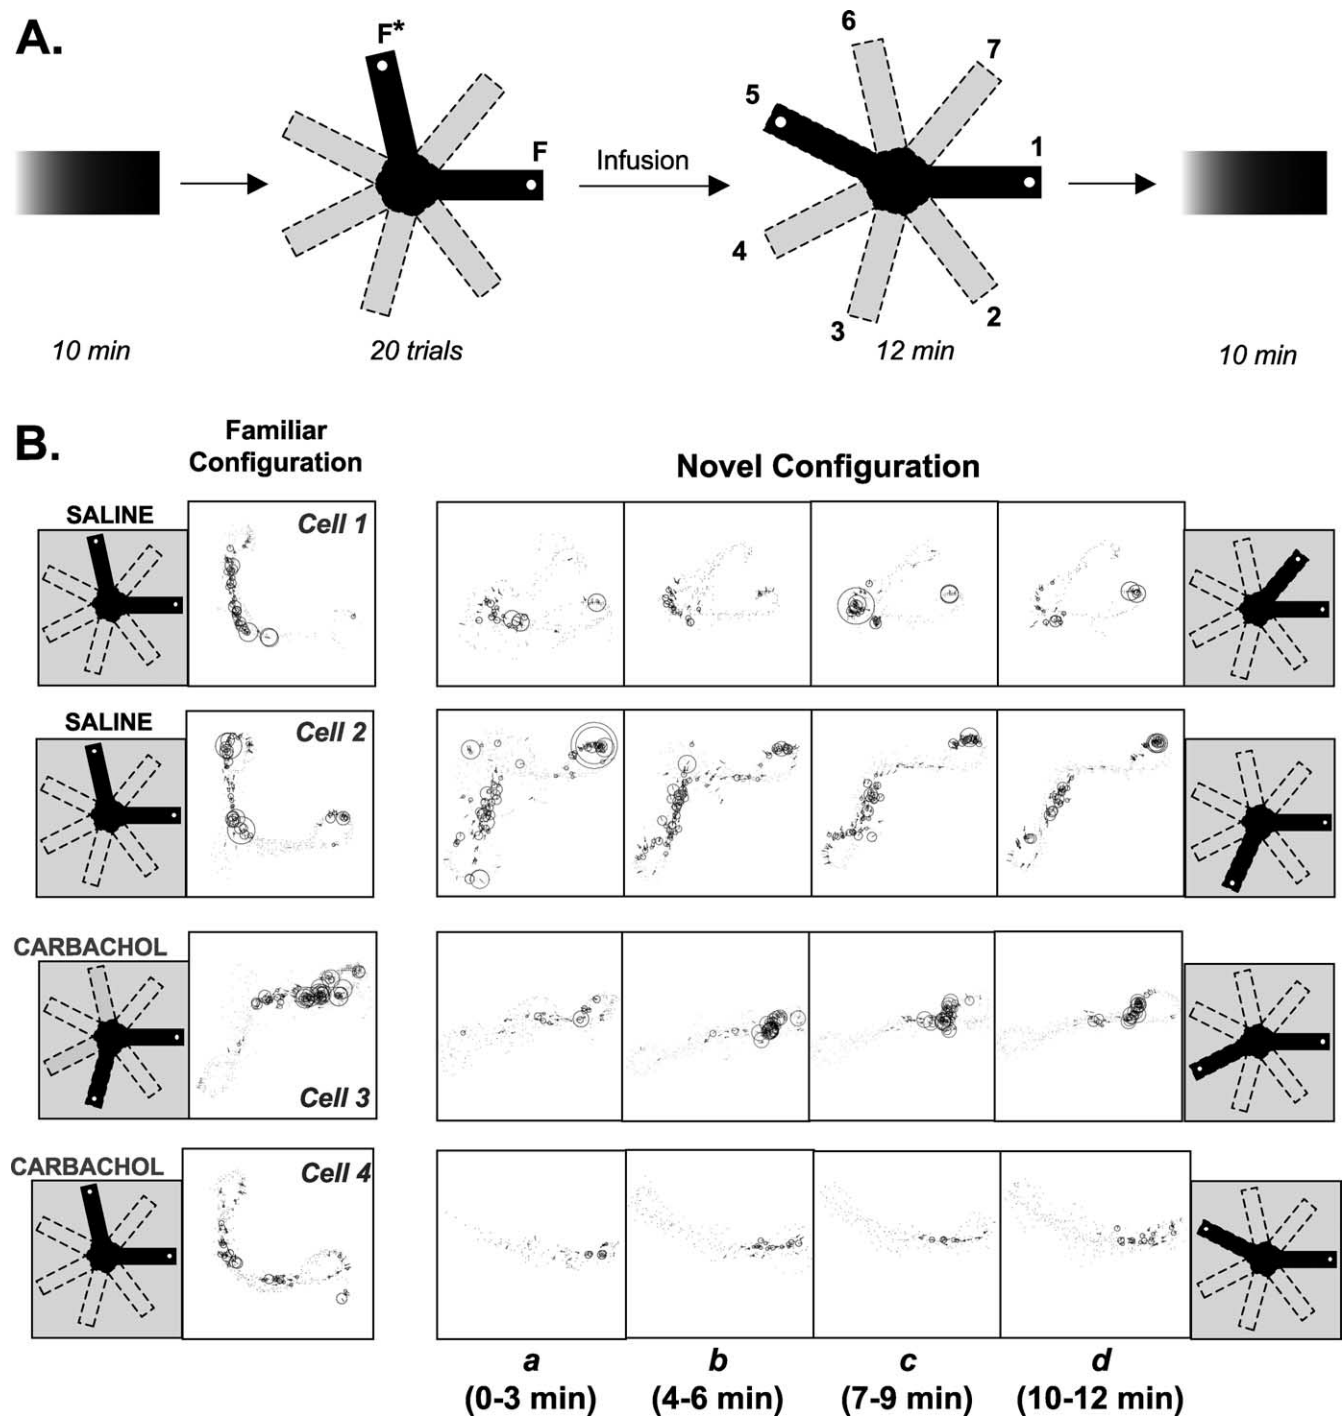 A.
F*
F
Infusion
6
7
5
1
4
3
2
10 min
20 trials
12 min
10 min
B.
Familiar
Configuration
Novel Configuration
SALINE
Cell 1
SALINE
Cell 2
CARBACHOL
Cell 3
CARBACHOL
Cell 4
a
b
c
d
(0-3 min)
(4-6 min)
(7-9 min)
(10-12 min)